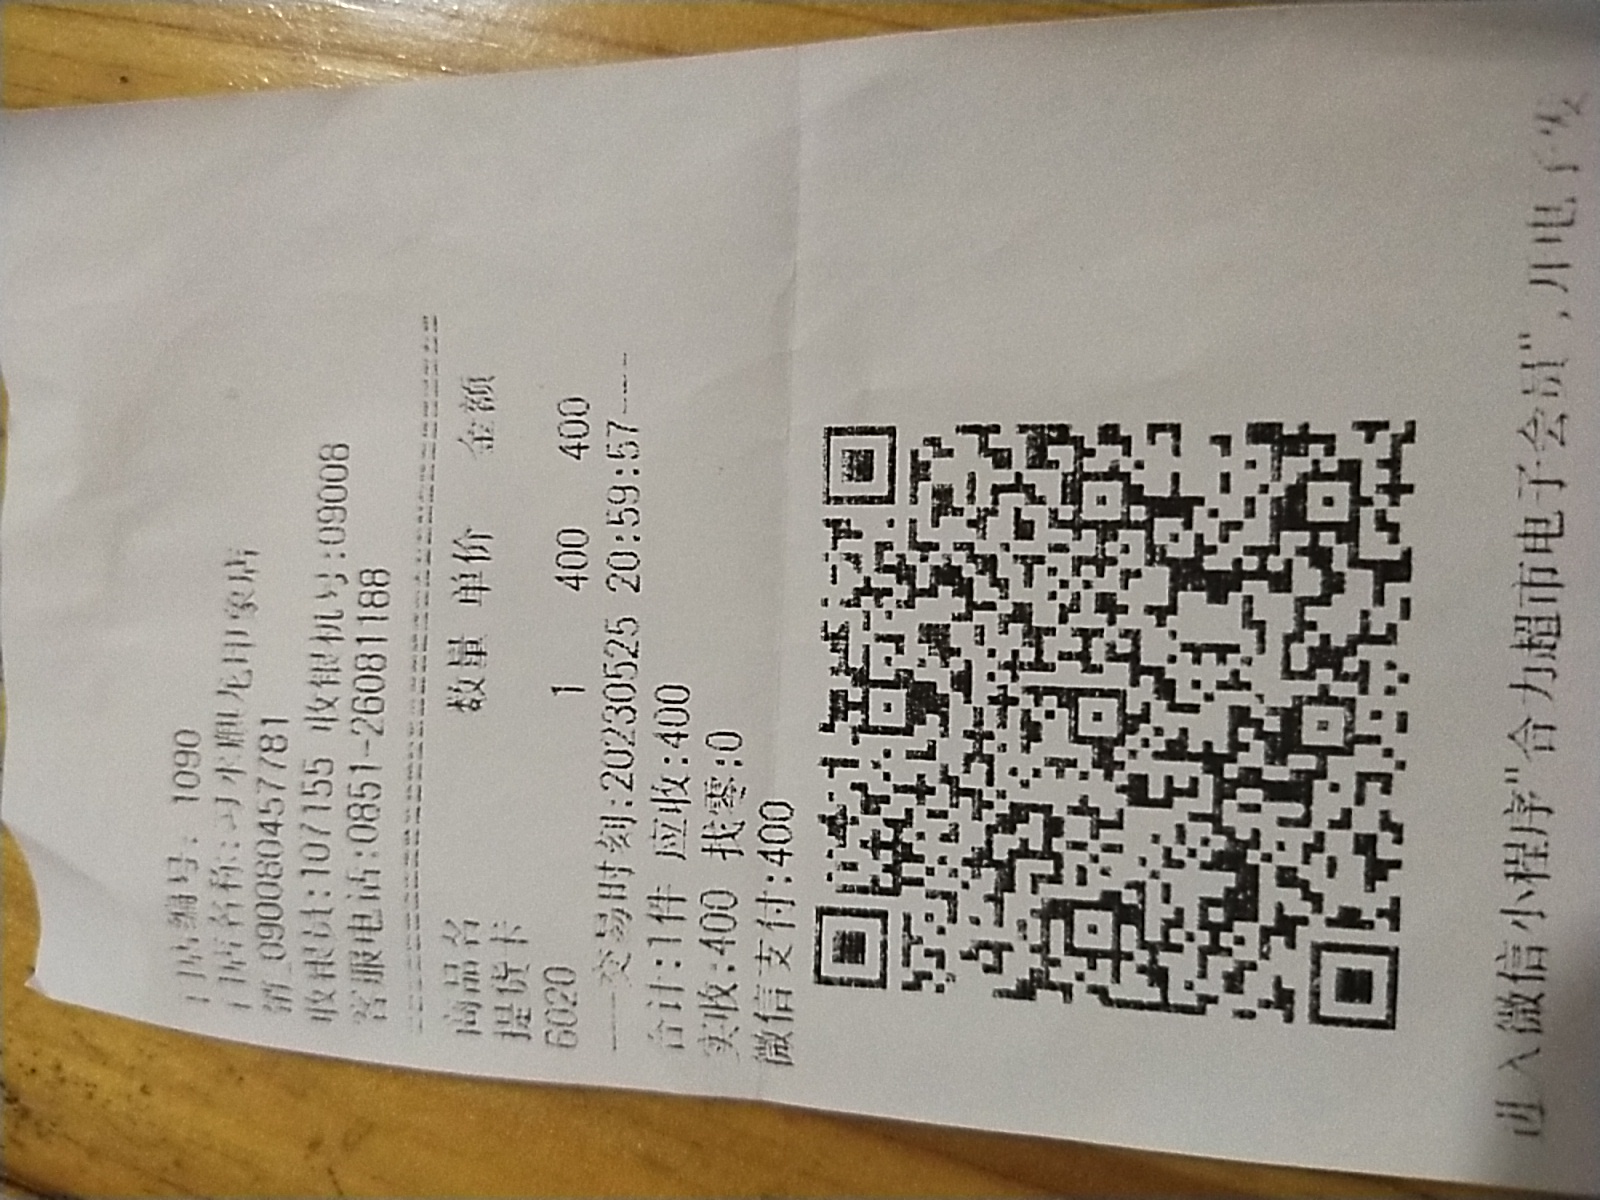 门店编号: 1090
门店名称:习水雅龙印象店
销_090080457781
收银员:107155 收银机号:09008
客服电话:0851-26081188
商品名 数量 单价 金额
提货卡
6020 1 400 400
----交易时刻:20230525 20:59:57----
合计:1件 应收:400
实收:400 找零:0
微信支付:400
进入微信小程序"合力超市电子会员",开电子发